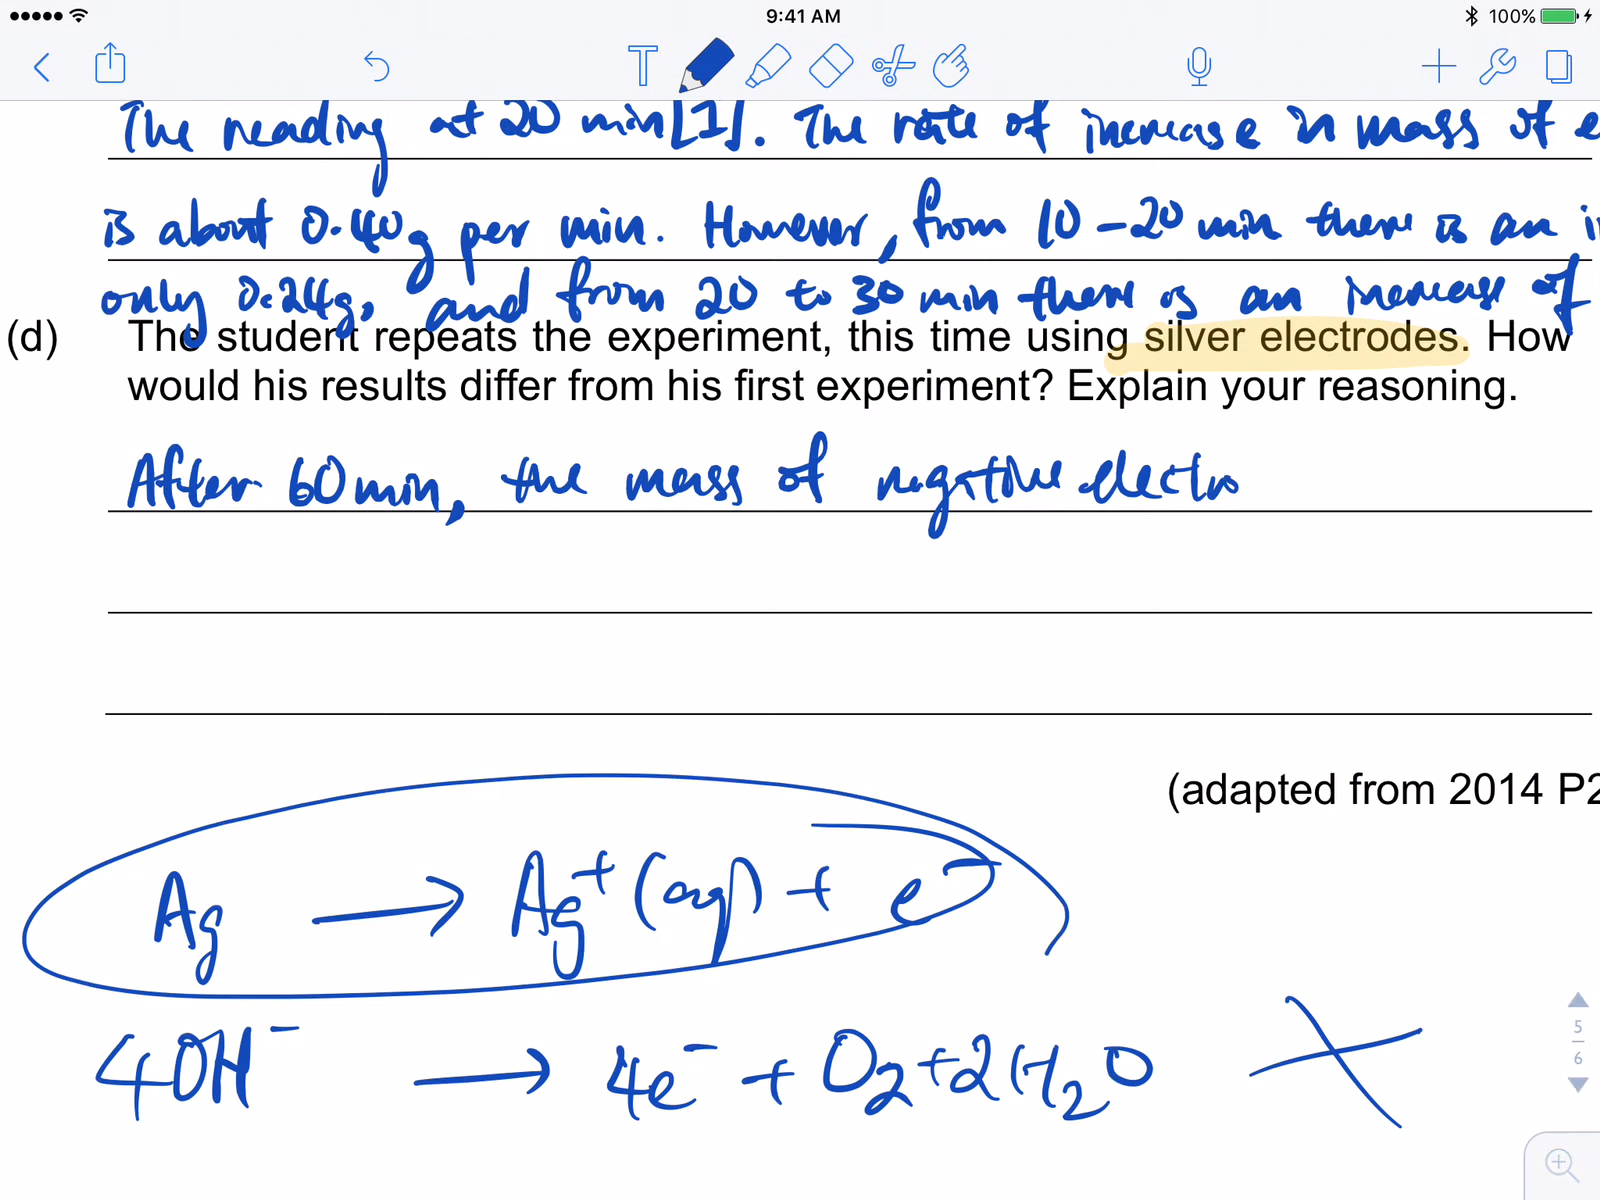 9:41 AM
100%
T
The reading at 20 min [1]. The rate of increase in mass of e
is about 0.40g per min. However, from 10-20 min there is an i
only 0.24g, and from 20 to 30 min there is an increase of
(d) The student repeats the experiment, this time using silver electrodes. How
would his results differ from his first experiment? Explain your reasoning.
After 60min, the mass of negative electro
(adapted from 2014 P2
Ag → Ag⁺ (aq) + e⁻
4OH⁻ → 4e⁻ + O₂+2H₂O
5
6